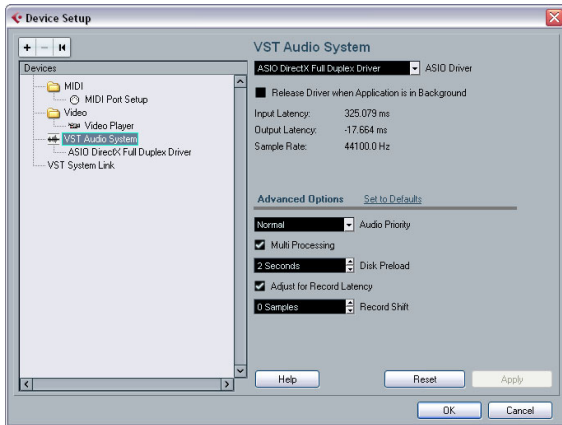 Device Setup
Devices
MIDI
MIDI Port Setup
Video
Video Player
VST Audio System
ASIO DirectX Full Duplex Driver
VST System Link
VST Audio System
ASIO DirectX Full Duplex Driver ASIO Driver
Release Driver when Application is in Background
Input Latency: 325.079 ms
Output Latency: -17.664 ms
Sample Rate: 44100.0 Hz
Advanced Options Set to Defaults
Normal Audio Priority
Multi Processing
2 Seconds Disk Preload
Adjust for Record Latency
0 Samples Record Shift
Help Reset Apply
OK Cancel